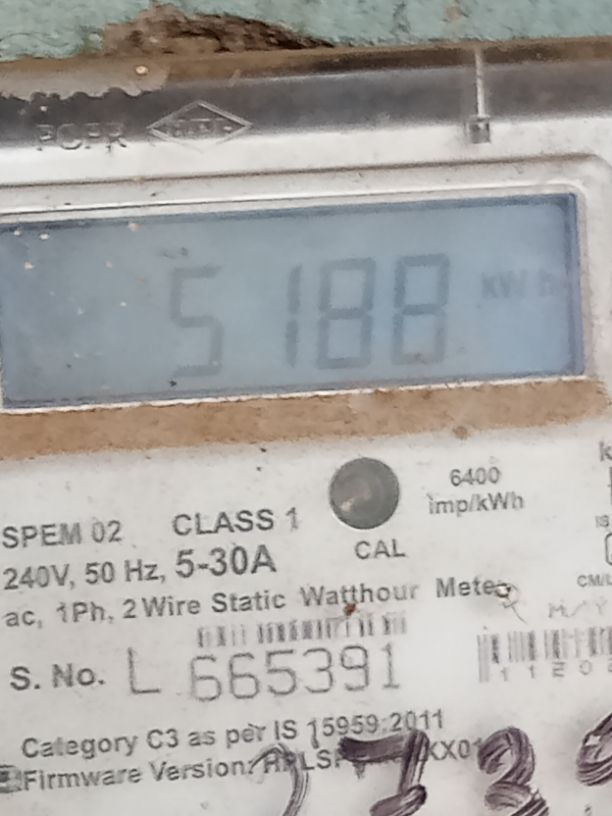 5188 kWh
6400
imp/kWh
SPEM 02 CLASS 1
CAL
240V, 50 Hz, 5-30A
ac, 1Ph, 2 Wire Static Watthour Meter
S. No. L 665391
Category C3 as per IS 15959:2011
Firmware Version: